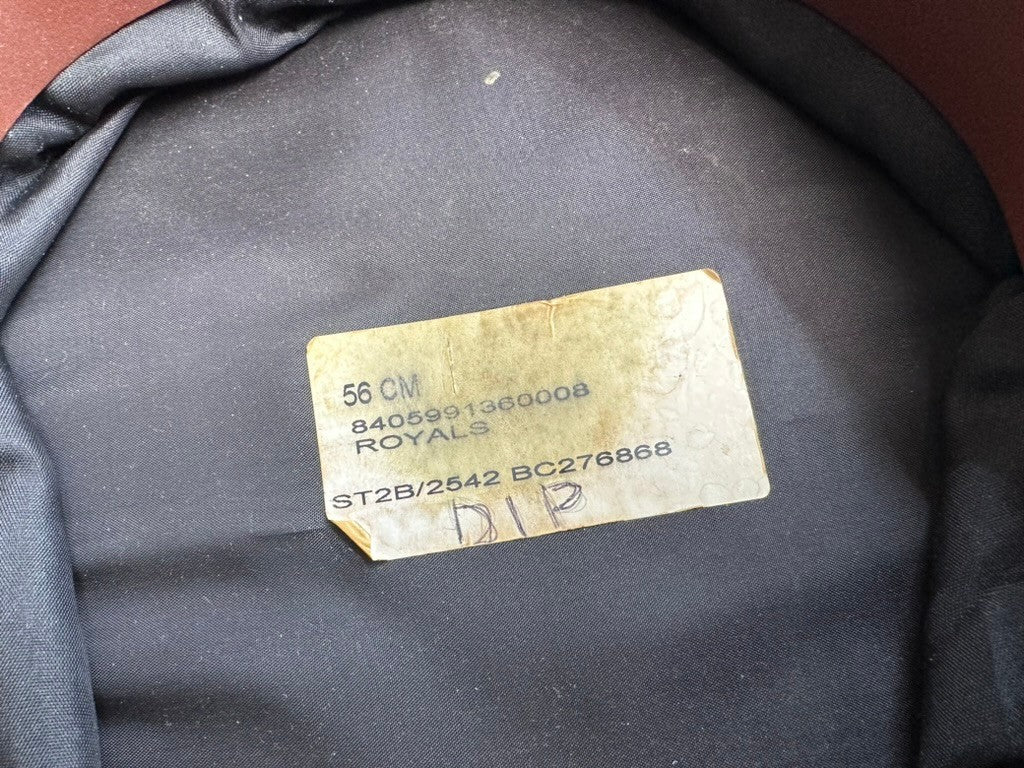 56 CM
8405991360008
ROYALS
ST2B/2542 BC276868
DIP